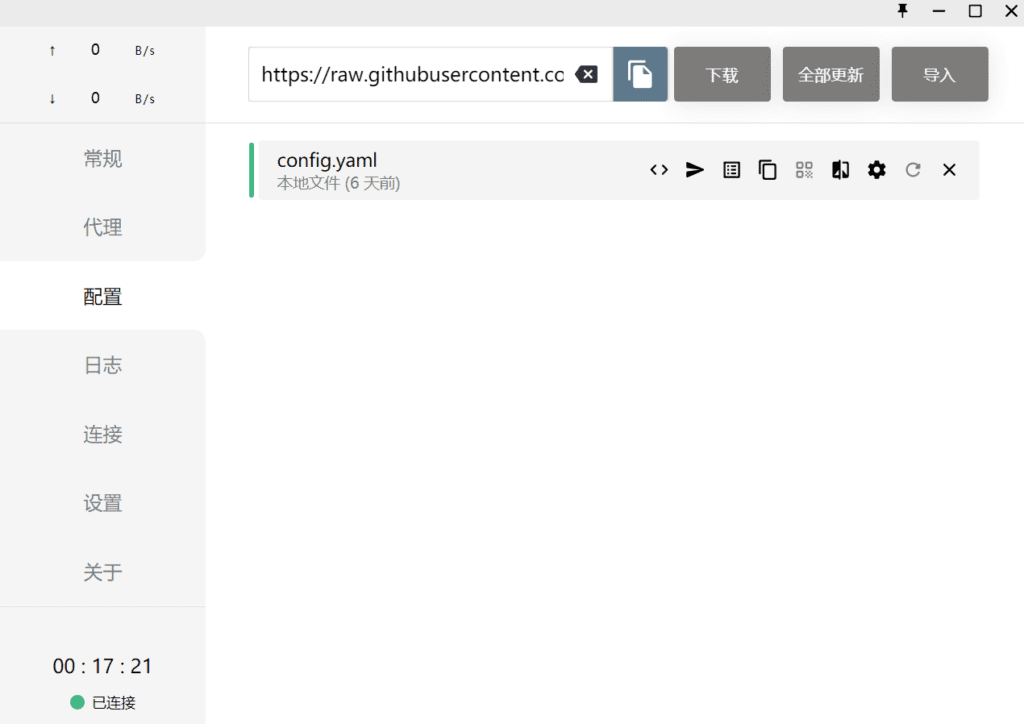 ↑ 0 B/s
↓ 0 B/s
常规
代理
配置
日志
连接
设置
关于
00 : 17 : 21
已连接
https://raw.githubusercontent.co
下载
全部更新
导入
config.yaml
本地文件 (6 天前)